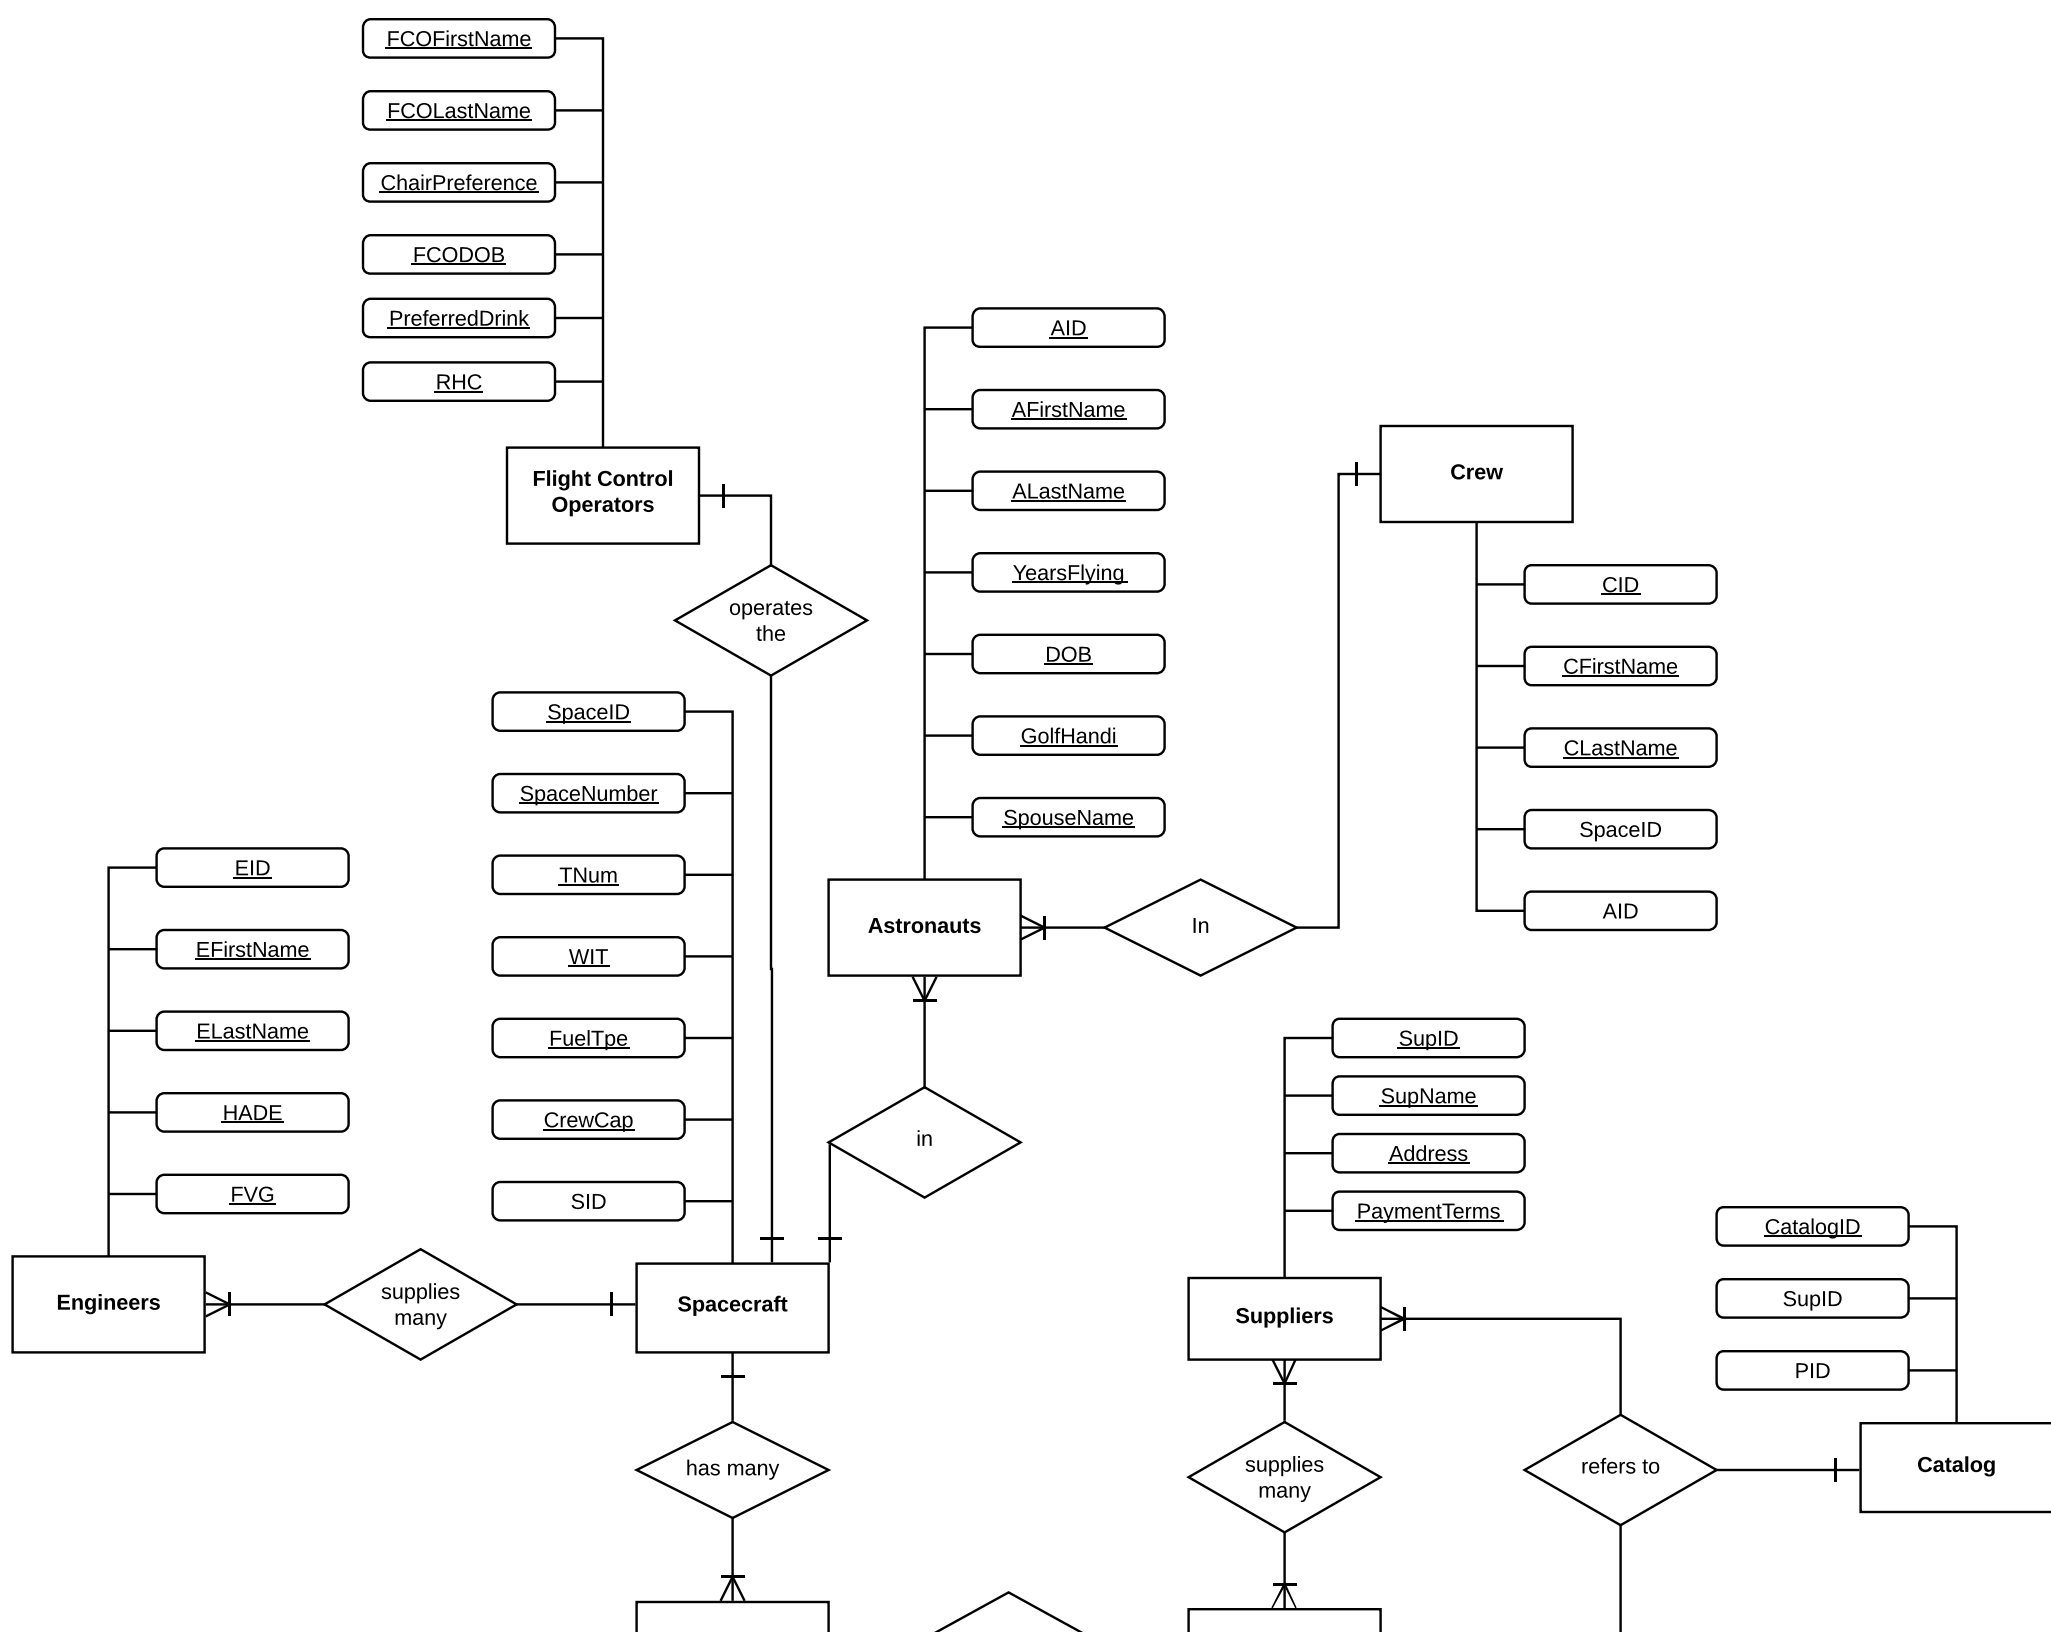 FCOFirstName
FCOLastName
ChairPreference
FCODOB
PreferredDrink
RHC
Flight Control
Operators
operates
the
AID
AFirstName
ALastName
YearsFlying
DOB
GolfHandi
SpouseName
Crew
CID
CFirstName
CLastName
SpaceID
AID
SpaceID
SpaceNumber
TNum
WIT
FuelTpe
CrewCap
SID
EID
EFirstName
ELastName
HADE
FVG
Astronauts
In
in
SupID
SupName
Address
PaymentTerms
CatalogID
SupID
PID
Engineers
supplies
many
Spacecraft
Suppliers
has many
supplies
many
refers to
Catalog